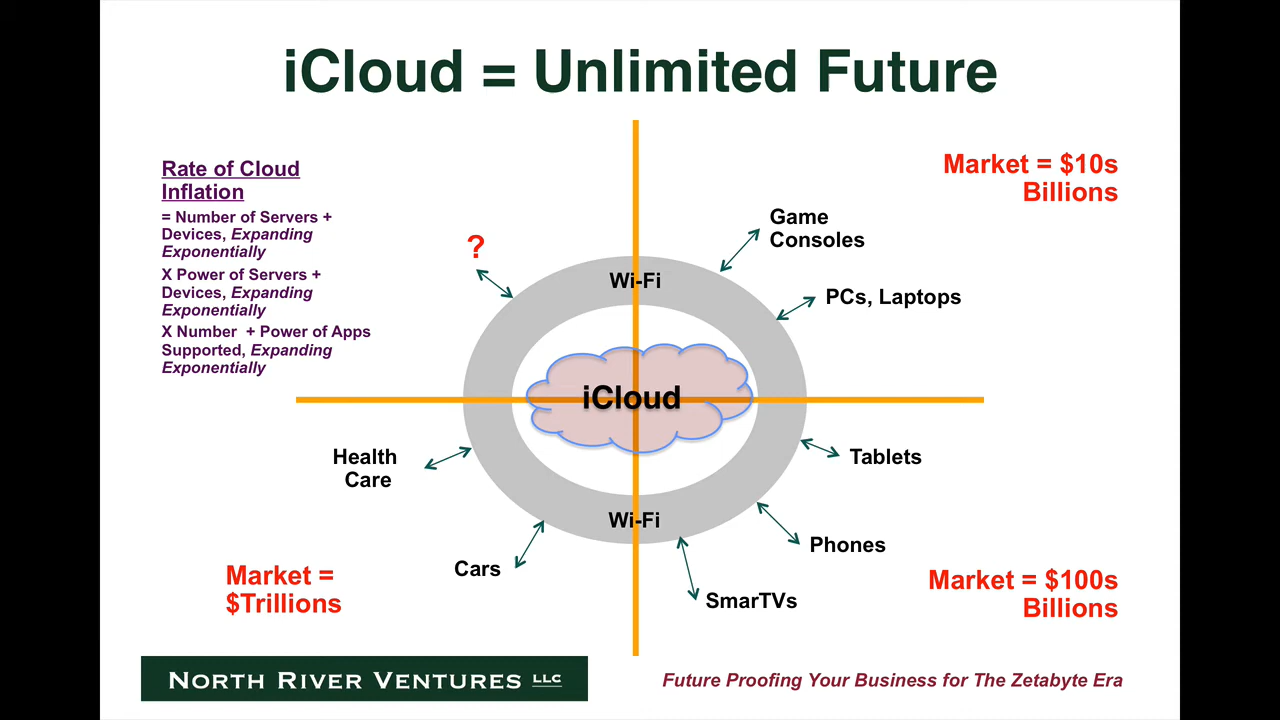 iCloud = Unlimited Future
Rate of Cloud
Inflation
= Number of Servers +
Devices, Expanding
Exponentially
X Power of Servers +
Devices, Expanding
Exponentially
X Number + Power of Apps
Supported, Expanding
Exponentially
?
Wi-Fi
Market = $10s
Billions
Game
Consoles
PCs, Laptops
iCloud
Health
Care
Cars
Market =
$Trillions
Wi-Fi
Tablets
Phones
SmarTVs
Market = $100s
Billions
NORTH RIVER VENTURES LLC
Future Proofing Your Business for The Zetabyte Era